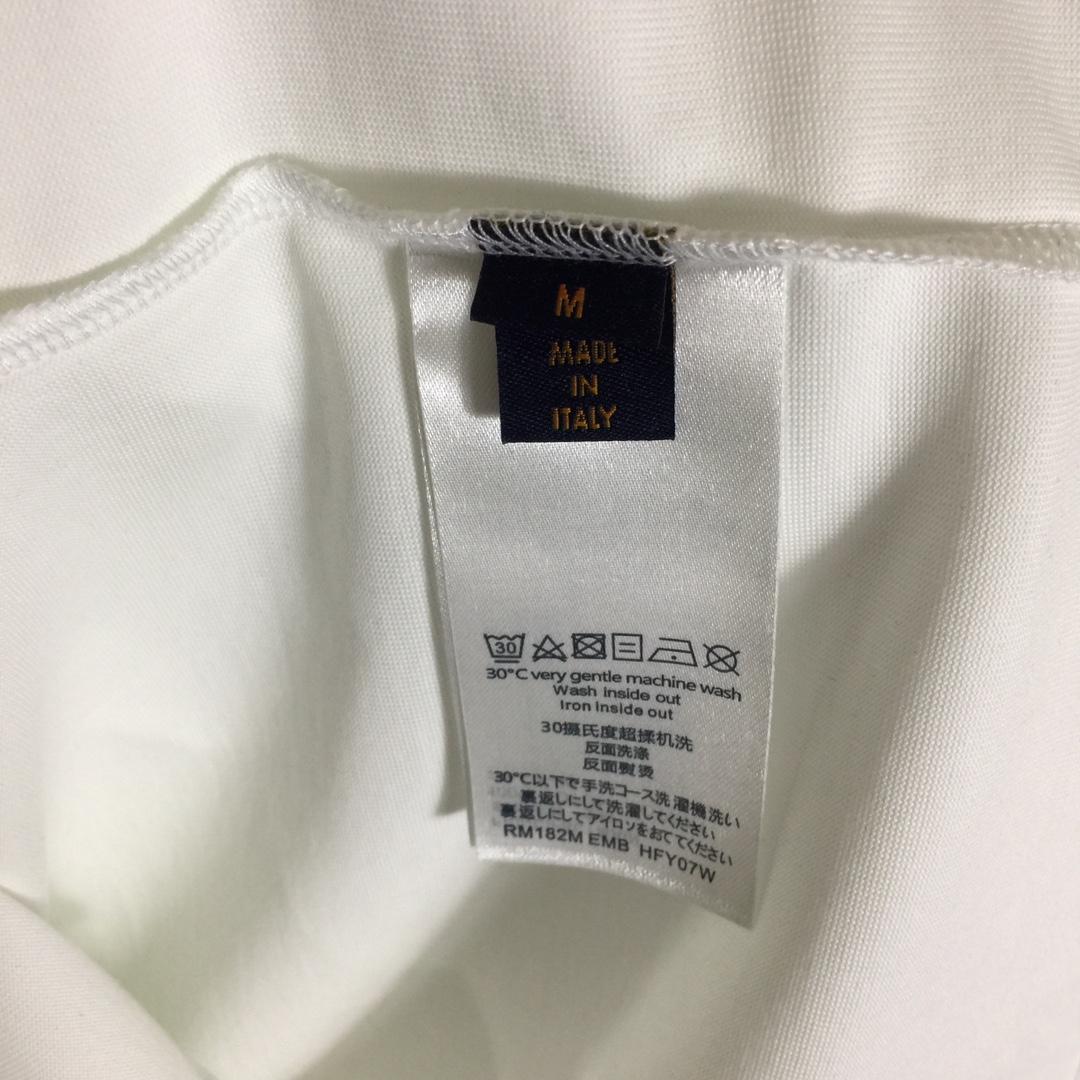 M
MADE
IN
ITALY
30
30°C very gentle machine wash
Wash inside out
Iron inside out
30摄氏度超揉机洗
反面洗涤
反面熨烫
30°C以下で手洗コース洗濯機洗い
裏返しにして洗濯してください
裏返しにしてアイロソをおててください
RM182M EMB HFY07W